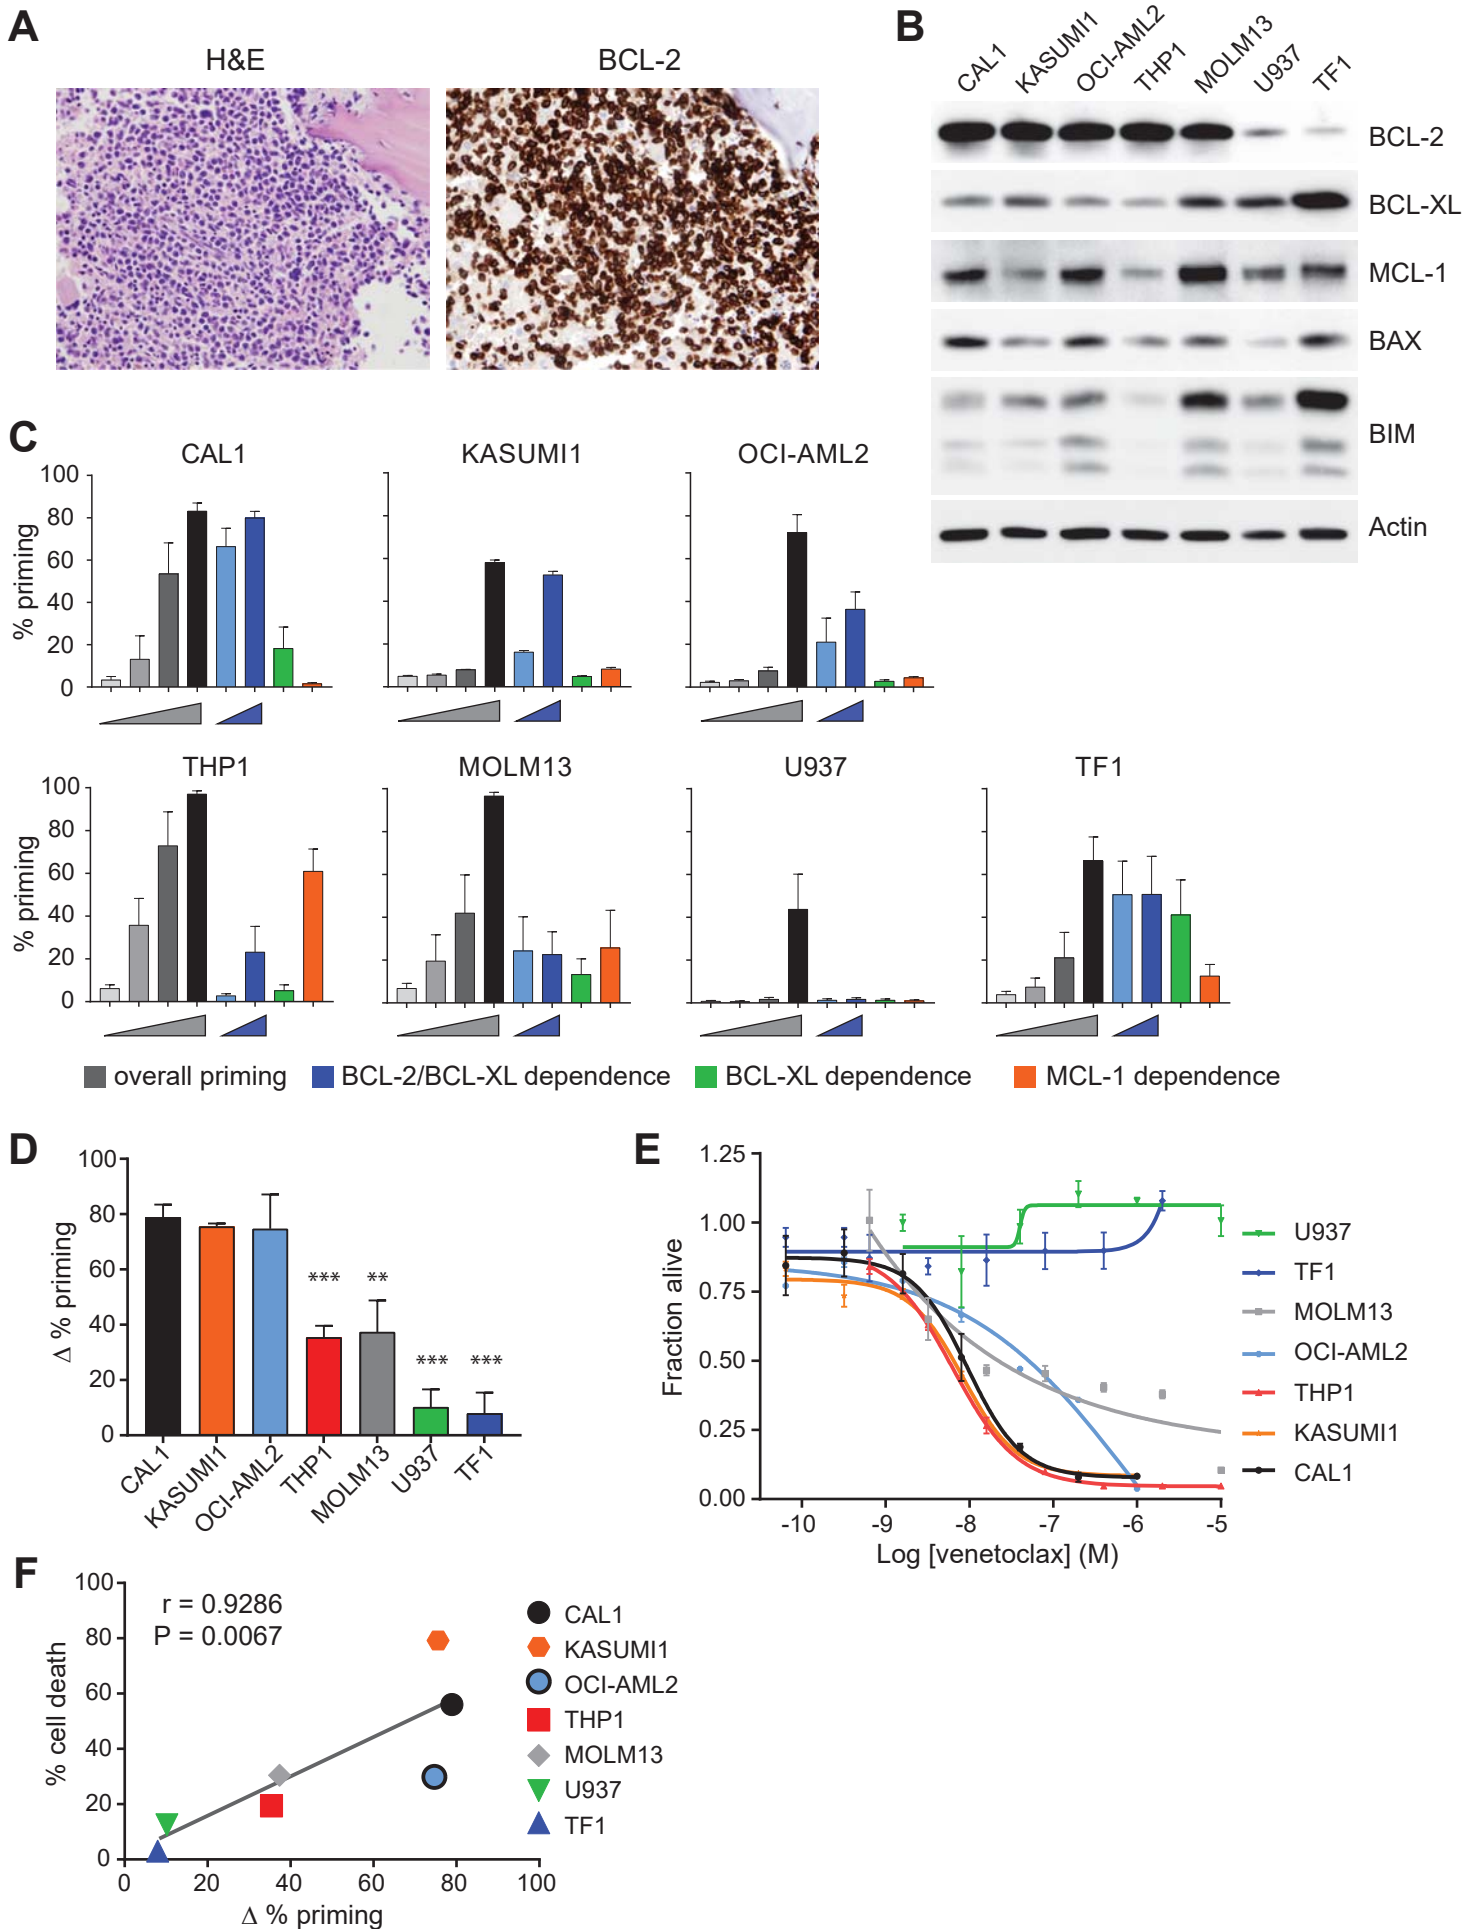 A
H&E
BCL-2
B
CAL1
KASUMI1
OCI-AML2
THP1
MOLM13
U937
TF1
BCL-2
BCL-XL
MCL-1
BAX
BIM
Actin
C
CAL1
KASUMI1
OCI-AML2
% priming
100
80
60
40
20
0
THP1
MOLM13
U937
TF1
% priming
100
80
60
40
20
0
overall priming
BCL-2/BCL-XL dependence
BCL-XL dependence
MCL-1 dependence
D
Δ % priming
100
80
60
40
20
0
***
**
***
***
CAL1
KASUMI1
OCI-AML2
THP1
MOLM13
U937
TF1
E
Fraction alive
1.25
1.00
0.75
0.50
0.25
0.00
-10
-9
-8
-7
-6
-5
Log [venetoclax] (M)
U937
TF1
MOLM13
OCI-AML2
THP1
KASUMI1
CAL1
F
% cell death
100
80
60
40
20
0
r = 0.9286
P = 0.0067
0
20
40
60
80
100
Δ % priming
CAL1
KASUMI1
OCI-AML2
THP1
MOLM13
U937
TF1